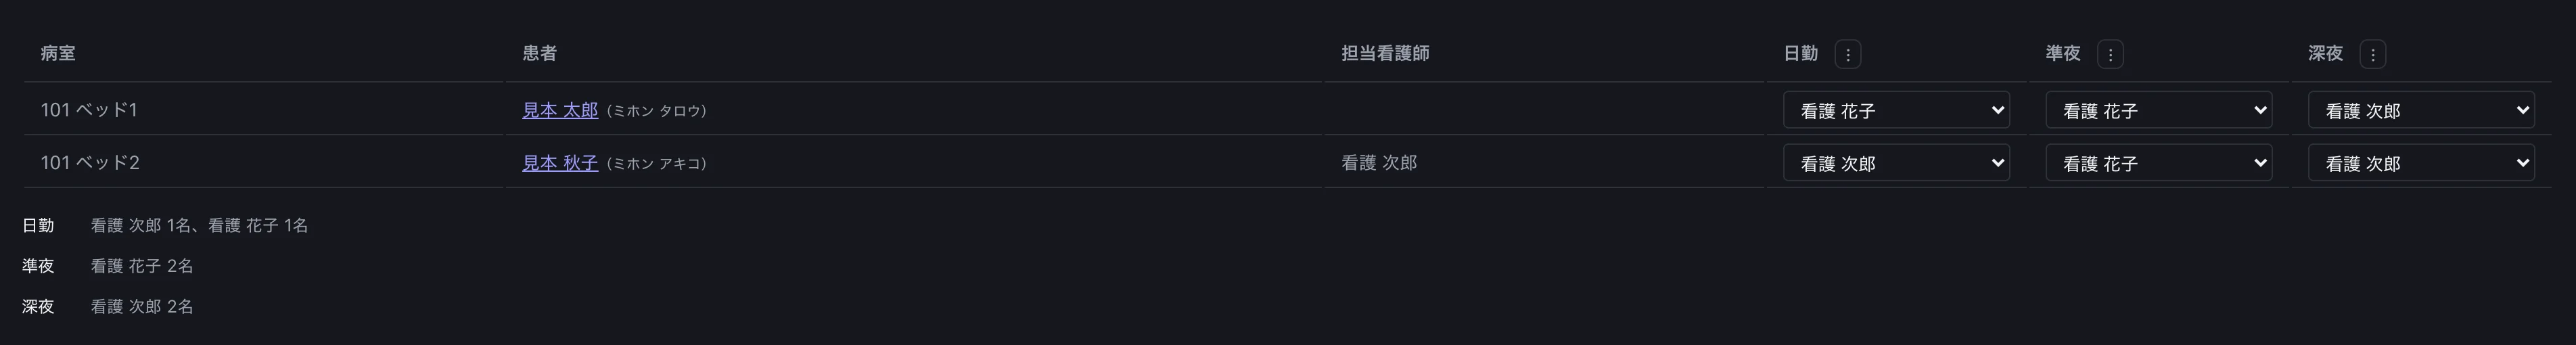 病室 患者 担当看護師 日勤 ⋮ 準夜 ⋮ 深夜 ⋮
101 ベッド1 見本 太郎 (ミホン タロウ) 看護 花子 看護 花子 看護 次郎
101 ベッド2 見本 秋子 (ミホン アキコ) 看護 次郎 看護 次郎 看護 花子 看護 次郎
日勤 看護 次郎 1名、看護 花子 1名
準夜 看護 花子 2名
深夜 看護 次郎 2名